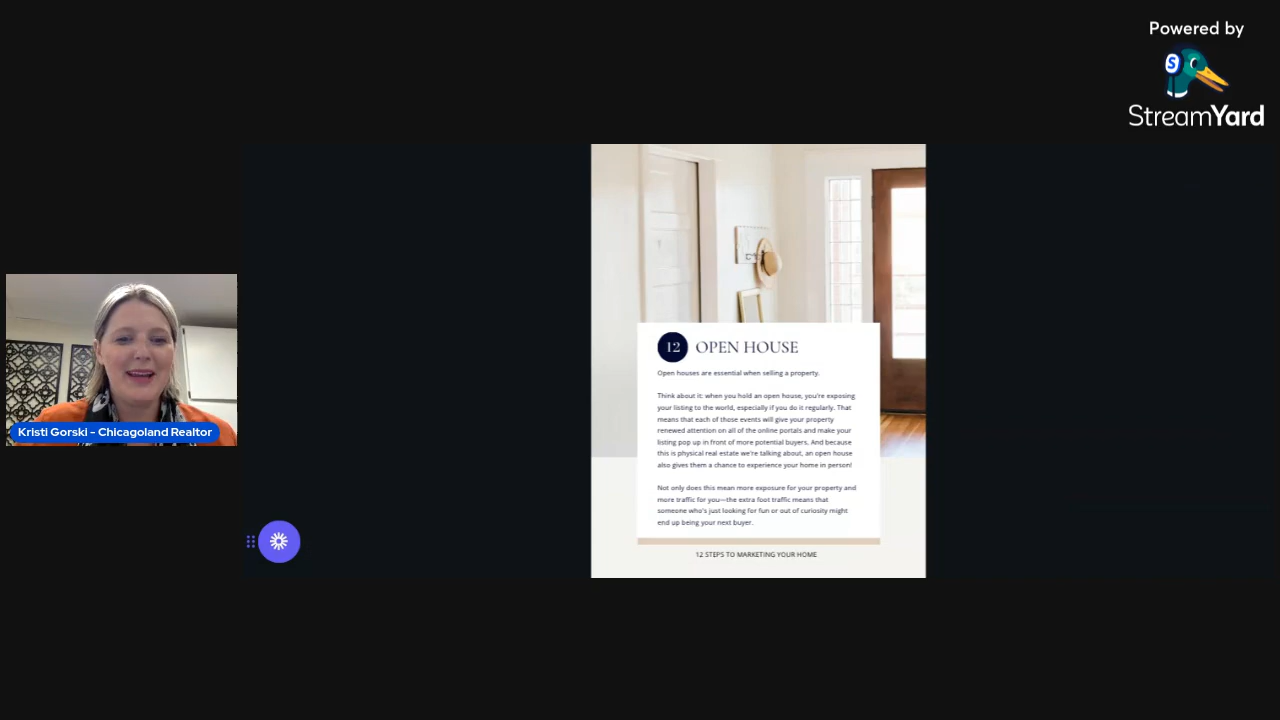 Powered by
S
StreamYard
12 OPEN HOUSE
Open houses are essential when selling a property.
Think about it: when you hold an open house, you're exposing
your listing to the world, especially if you do it regularly. That
means that each of those events will give your property
renewed attention on all of the online portals and make your
listing pop up in front of more potential buyers. And because
this is physical real estate we're talking about, an open house
also gives them a chance to experience your home in person!
Not only does this mean more exposure for your property and
more traffic for you—the extra foot traffic means that
someone who's just looking for fun or out of curiosity might
end up being your next buyer.
12 STEPS TO MARKETING YOUR HOME
Kristi Gorski - Chicagoland Realtor